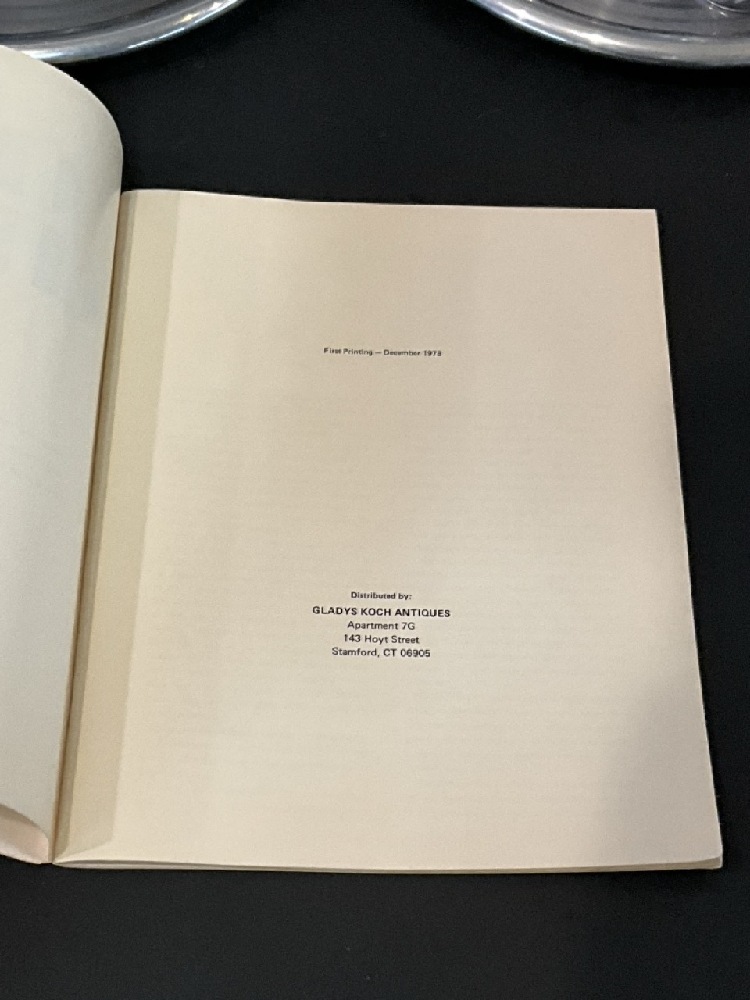 First Printing — December 1973
Distributed by:
GLADYS KOCH ANTIQUES
Apartment 7G
143 Hoyt Street
Stamford, CT 06905